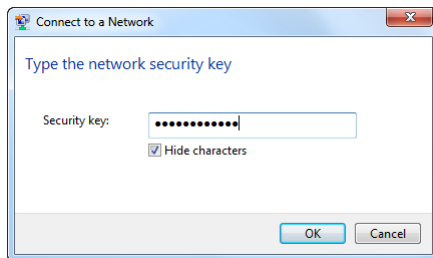 Connect to a Network
Type the network security key
Security key: ••••••••••••
Hide characters
OK Cancel